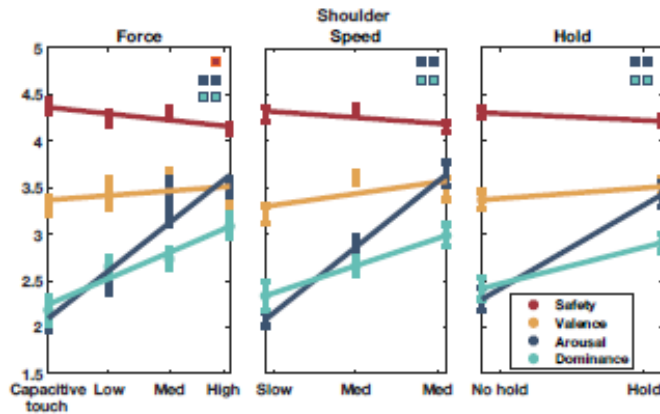 Shoulder
Force Speed Hold
5
4.5
4
3.5
3
2.5
2
1.5
Safety
Valence
Arousal
Dominance
Capacitive touch Low Med High Slow Med Med No hold Hold